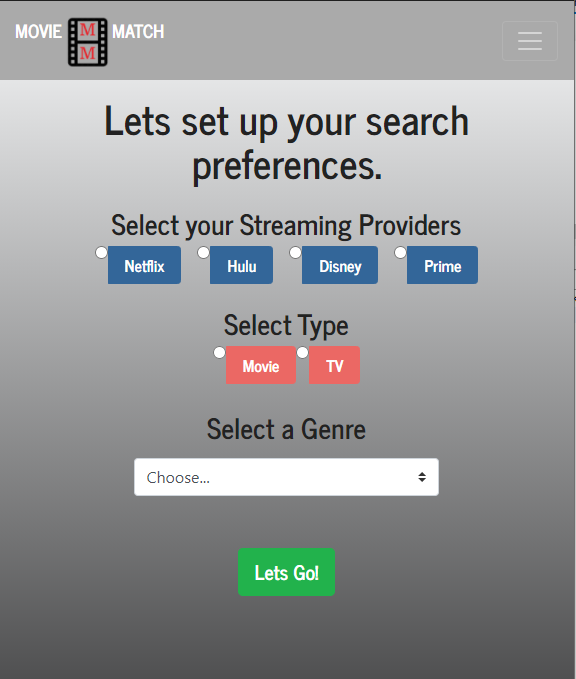 MOVIE M M MATCH
Lets set up your search
preferences.
Select your Streaming Providers
Netflix Hulu Disney Prime
Select Type
Movie TV
Select a Genre
Choose...
Lets Go!